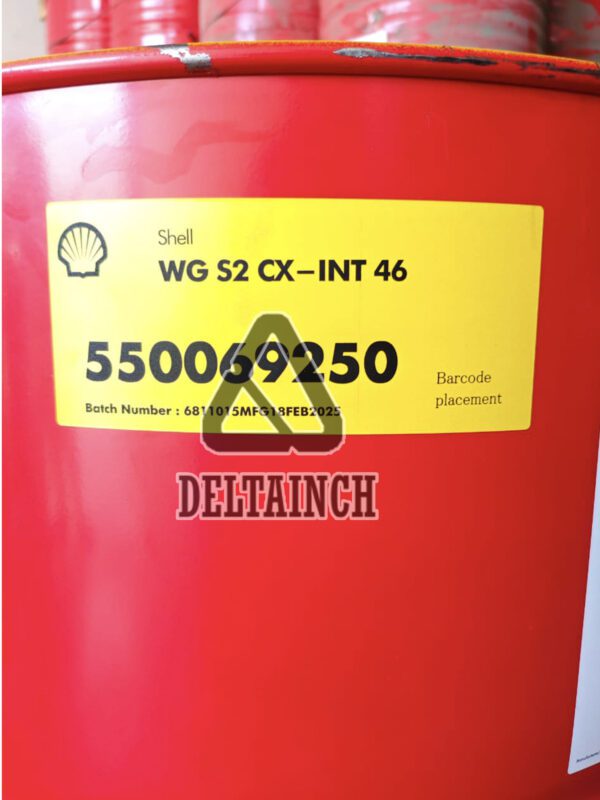 Shell
WG S2 CX–INT 46
550069250
Batch Number : 6811015MFG18FEB2025
Barcode
placement
DELTAINCH